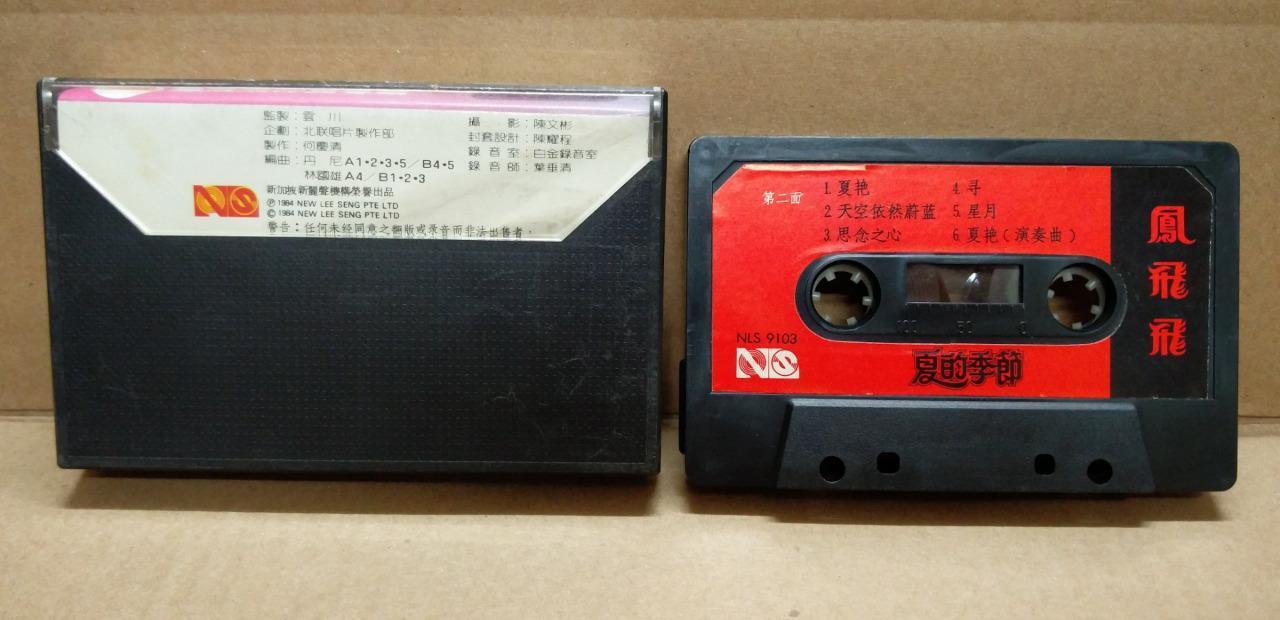 監製：雲川
企劃：北联唱片製作部
製作：何慶清
編曲：丹尼 A1•2•3•5／B4•5
林國雄 A4／B1•2•3
攝影：陳文彬
封套設計：陳耀程
錄音室：白金錄音室
錄音師：葉垂清
NS
新加坡新麗聲機構榮譽出品
℗ 1984 NEW LEE SENG PTE LTD
© 1984 NEW LEE SENG PTE LTD
警告：任何未经同意之翻版或录音而非法出售者，
第二面
1. 夏艳
2. 天空依然蔚蓝
3. 思念之心
4. 寻
5. 星月
6. 夏艳（演奏曲）
100 50 0
NLS 9103
NS
夏的季節
鳳飛飛